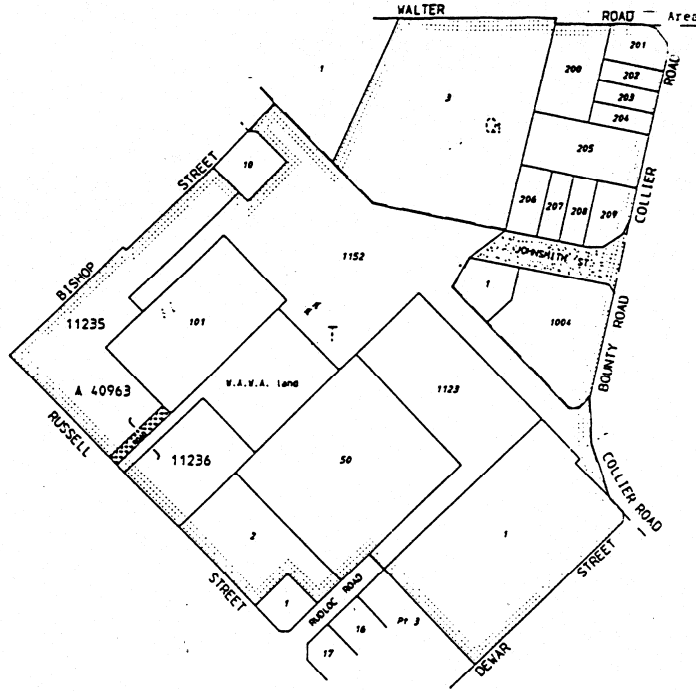 WALTER ROAD Area
1
3
200
201
202
203
204
ROAD
205
10
STREET
206
207
208
209
COLLIER
1152
JOHNSMITH ST.
BISHOP
11235
101
1
1004
BOUNTY ROAD
A 40963
W.A.W.A. land
1123
RUSSELL
11236
50
COLLIER ROAD
2
1
STREET
STREET
1
RUDLOC ROAD
16
Pt 3
17
DEWAR